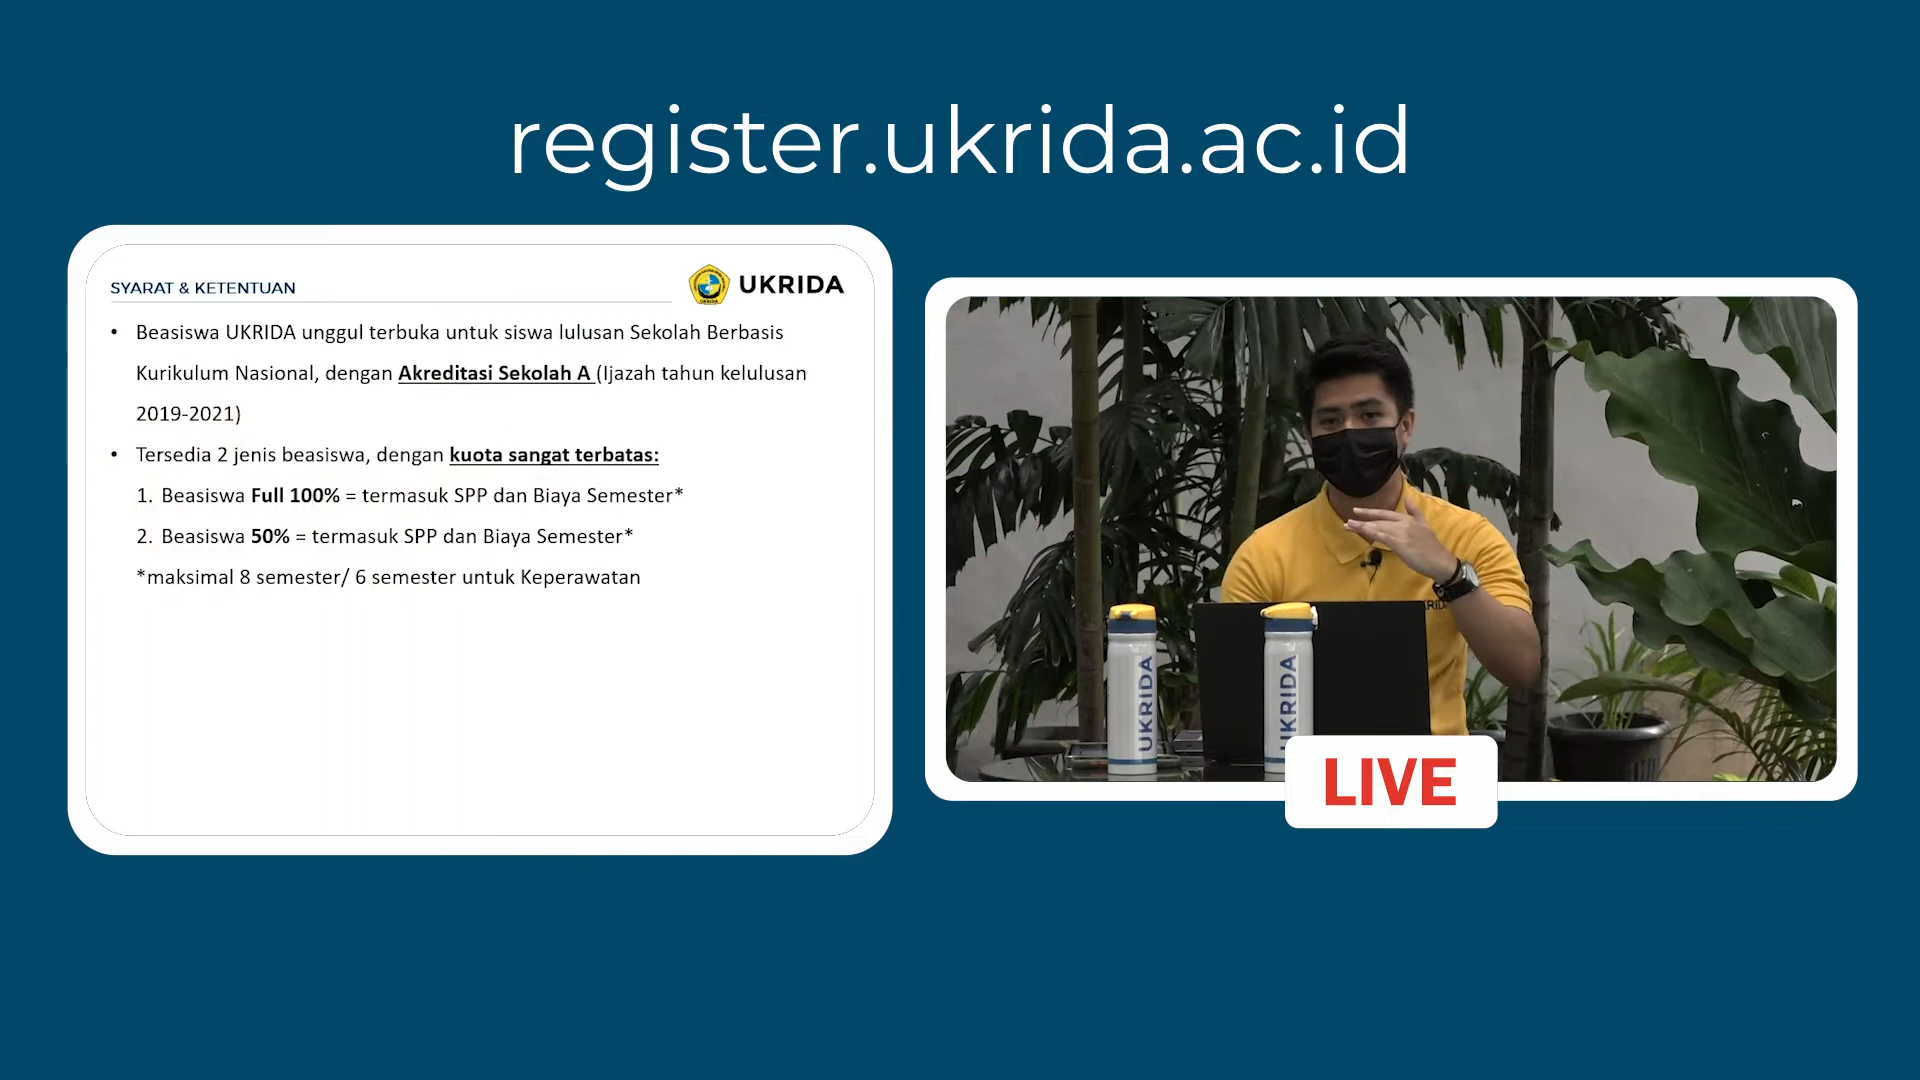 register.ukrida.ac.id
SYARAT & KETENTUAN
UKRIDA
• Beasiswa UKRIDA unggul terbuka untuk siswa lulusan Sekolah Berbasis
Kurikulum Nasional, dengan Akreditasi Sekolah A (Ijazah tahun kelulusan
2019-2021)
• Tersedia 2 jenis beasiswa, dengan kuota sangat terbatas:
1. Beasiswa Full 100% = termasuk SPP dan Biaya Semester*
2. Beasiswa 50% = termasuk SPP dan Biaya Semester*
*maksimal 8 semester/ 6 semester untuk Keperawatan
UKRIDA
UKRIDA
LIVE